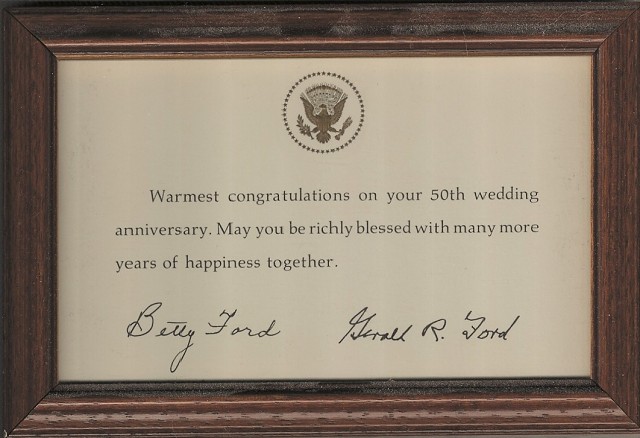 Warmest congratulations on your 50th wedding
anniversary. May you be richly blessed with many more
years of happiness together.
Betty Ford Gerald R. Ford